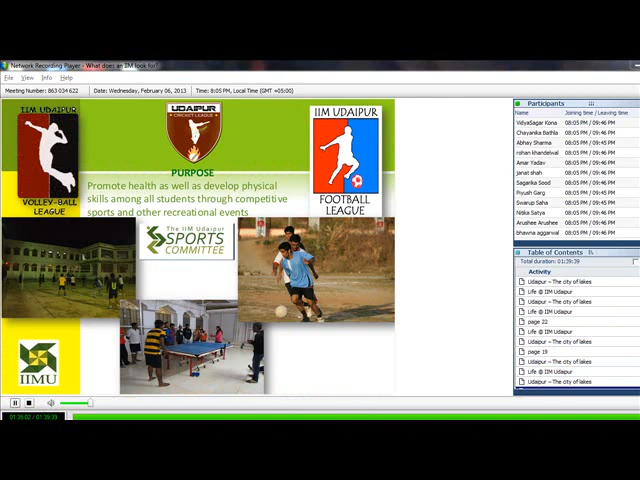 Network Recording Player - What does an IIM look for?
File View Info Help
Meeting Number: 863 034 622 Date: Wednesday, February 06, 2013 Time: 8:05 PM, Local Time (GMT +05:00)
IIM UDAIPUR
VOLLEY-BALL
LEAGUE
UDAIPUR
CRICKET LEAGUE
IIM UDAIPUR
FOOTBALL
LEAGUE
PURPOSE
Promote health as well as develop physical
skills among all students through competitive
sports and other recreational events
The IIM Udaipur
SPORTS
COMMITTEE
IIMU
Participants
Name Joining time / Leaving time
VidyaSagar Kona 08:05 PM / 09:46 PM
Chayanika Bathla 08:05 PM / 09:46 PM
Abhay Sharma 08:05 PM / 09:46 PM
rohan khandelwal 08:05 PM / 09:46 PM
Amar Yadav 08:05 PM / 09:46 PM
janat shah 08:05 PM / 09:46 PM
Sagarika Sood 08:05 PM / 09:46 PM
Piyush Garg 08:05 PM / 09:45 PM
Swarup Saha 08:05 PM / 09:45 PM
Nitika Satya 08:05 PM / 09:46 PM
Arushee Arushee 08:05 PM / 09:46 PM
bhawna aggarwal 08:05 PM / 09:46 PM
Table of Contents
Total duration: 01:39:39
Activity
Udaipur – The city of lakes
Life @ IIM Udaipur
Udaipur – The city of lakes
Life @ IIM Udaipur
page 22
Life @ IIM Udaipur
Udaipur – The city of lakes
page 19
Udaipur – The city of lakes
Life @ IIM Udaipur
Udaipur – The city of lakes